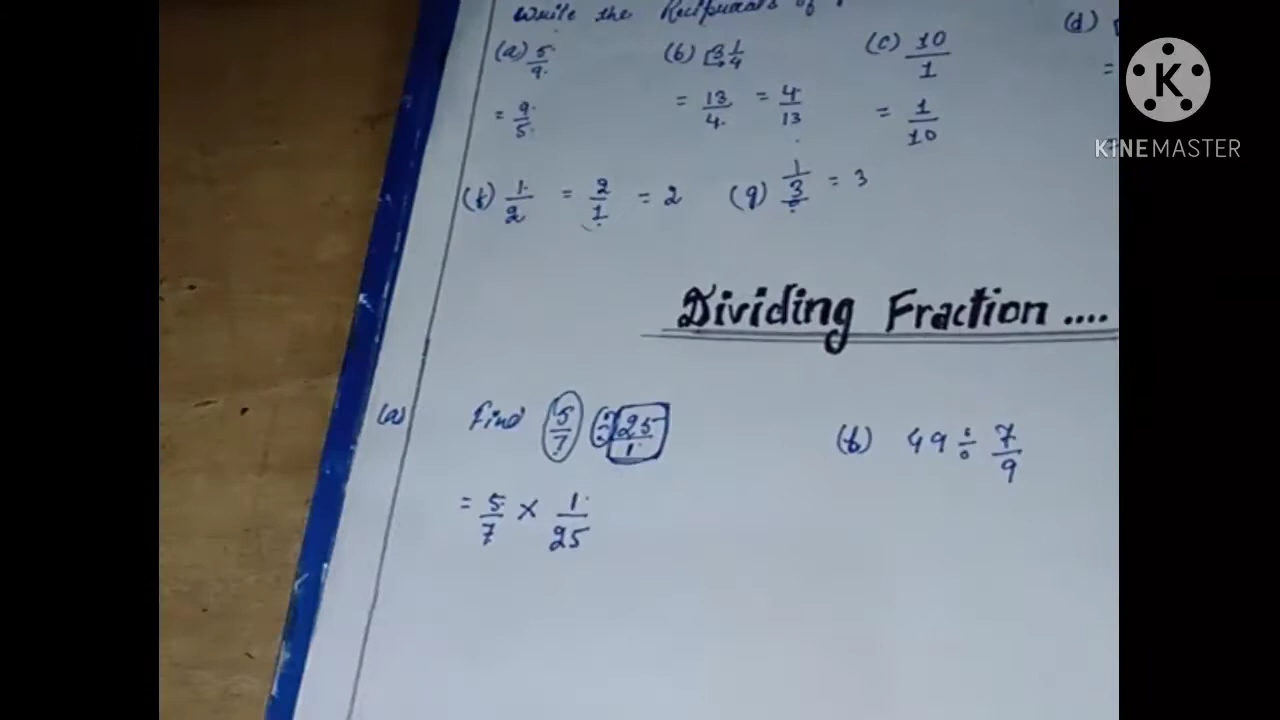 Write the Reciprocals of
(a) 5/9 (b) 3 1/4 (c) 10/1 (d)
= 9/5 = 13/4 = 4/13 = 1/10 =
(f) 1/2 = 2/1 = 2 (g) 1/3 = 3
Dividing Fraction ....
(a) Find 5/7 ÷ 25/1 (b) 49 ÷ 7/9
= 5/7 × 1/25
K
KINEMASTER